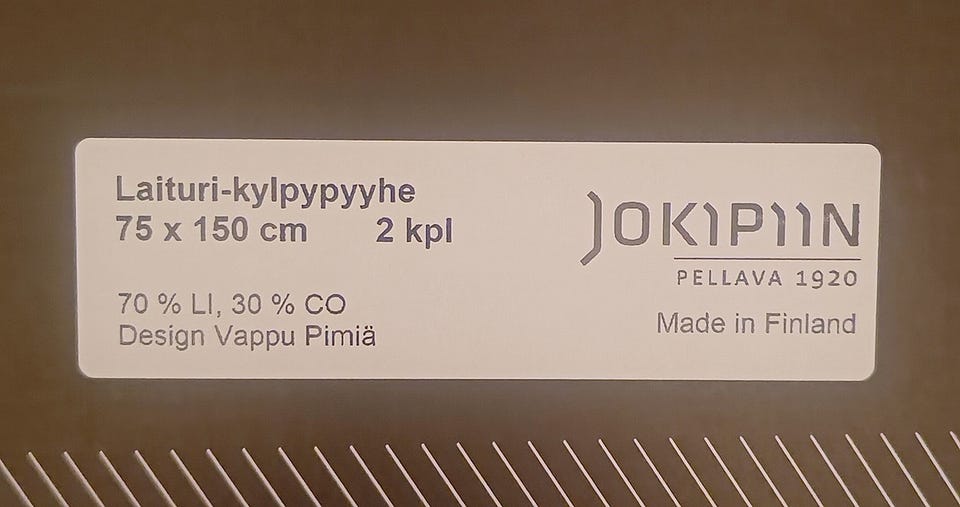 Laituri-kylpypyyhe
75 x 150 cm 2 kpl
70 % LI, 30 % CO
Design Vappu Pimiä
JOKIPIIN
PELLAVA 1920
Made in Finland